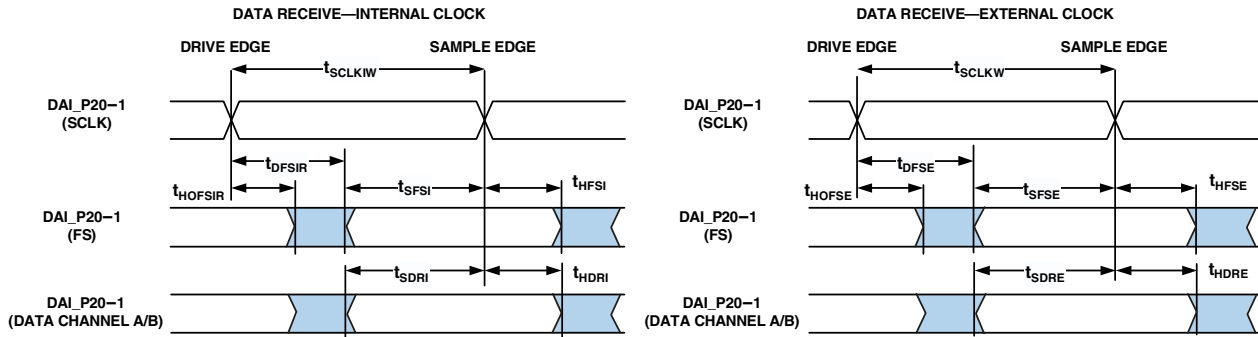 DATA RECEIVE—INTERNAL CLOCK
DRIVE EDGE
SAMPLE EDGE
tSCLKIW
DAI_P20–1
(SCLK)
tDFSIR
tHOFSIR
tSFSI
tHFSI
DAI_P20–1
(FS)
tSDRI
tHDRI
DAI_P20–1
(DATA CHANNEL A/B)
DATA RECEIVE—EXTERNAL CLOCK
DRIVE EDGE
SAMPLE EDGE
tSCLKW
DAI_P20–1
(SCLK)
tDFSE
tHOFSE
tSFSE
tHFSE
DAI_P20–1
(FS)
tSDRE
tHDRE
DAI_P20–1
(DATA CHANNEL A/B)